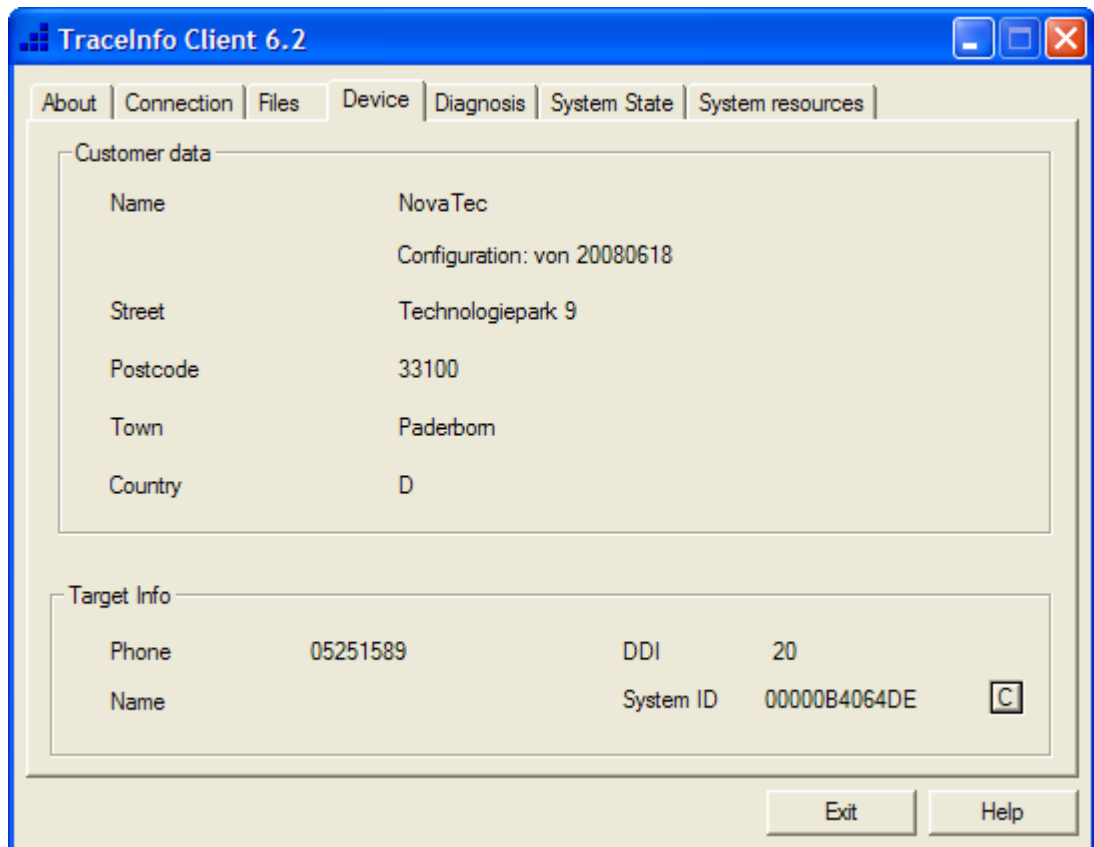 TraceInfo Client 6.2
About Connection Files Device Diagnosis System State System resources
Customer data
Name NovaTec
Configuration: von 20080618
Street Technologiepark 9
Postcode 33100
Town Paderborn
Country D
Target Info
Phone 05251589 DDI 20
Name System ID 00000B4064DE C
Exit Help